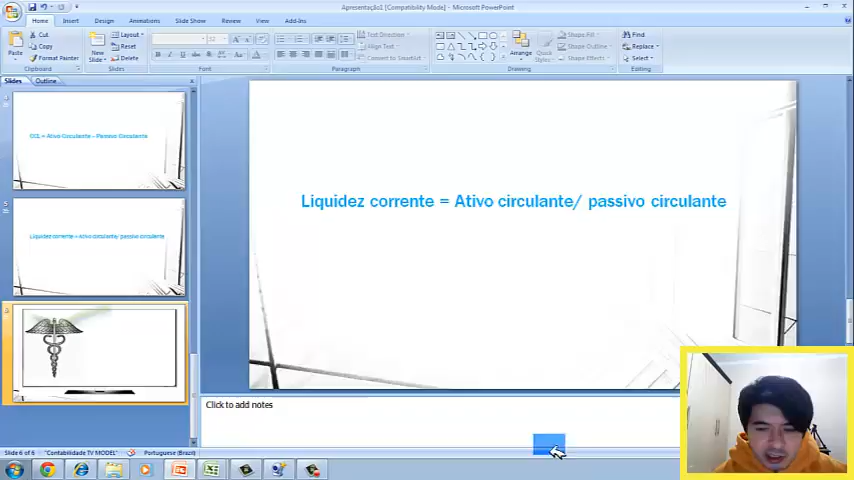 Apresentação1 [Compatibility Mode] - Microsoft PowerPoint
Home Insert Design Animations Slide Show Review View Add-Ins
Cut
Copy
Format Painter
Paste
Clipboard
New
Slide
Layout
Reset
Delete
Slides
Font
Text Direction
Align Text
Convert to SmartArt
Paragraph
Arrange
Quick
Styles
Shape Fill
Shape Outline
Shape Effects
Drawing
Find
Replace
Select
Editing
Slides Outline
CCL = Ativo Circulante - Passivo Circulante
5
Liquidez corrente = Ativo circulante/ passivo circulante
6
Liquidez corrente = Ativo circulante/ passivo circulante
Click to add notes
Slide 6 of 6 "Contabilidade TV MODEL" Portuguese (Brazil)